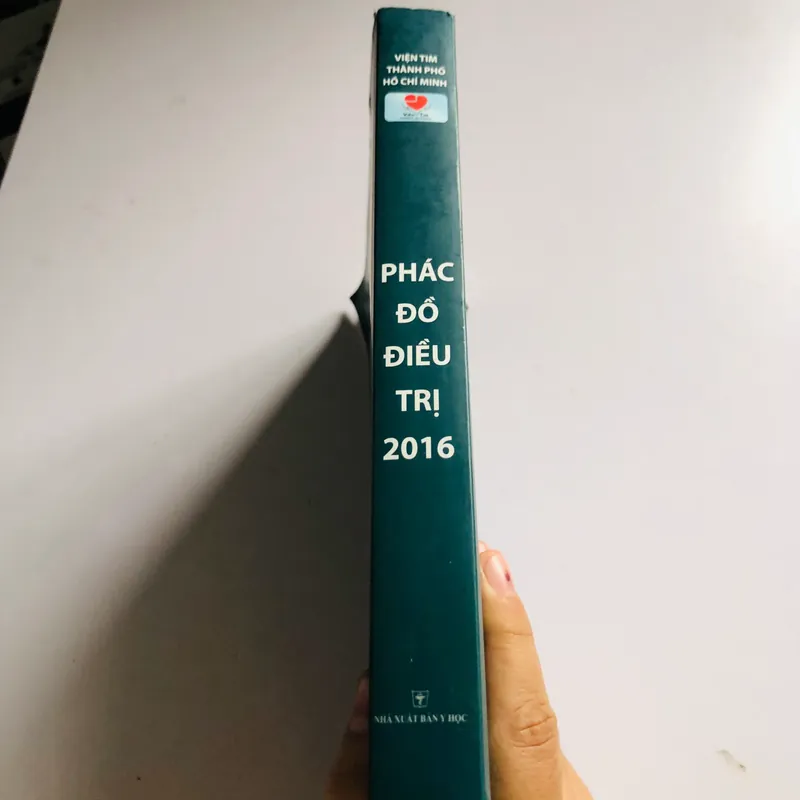 VIỆN TIM
THÀNH PHỐ
HỒ CHÍ MINH
PHÁC
ĐỒ
ĐIỀU
TRỊ
2016
NHÀ XUẤT BẢN Y HỌC